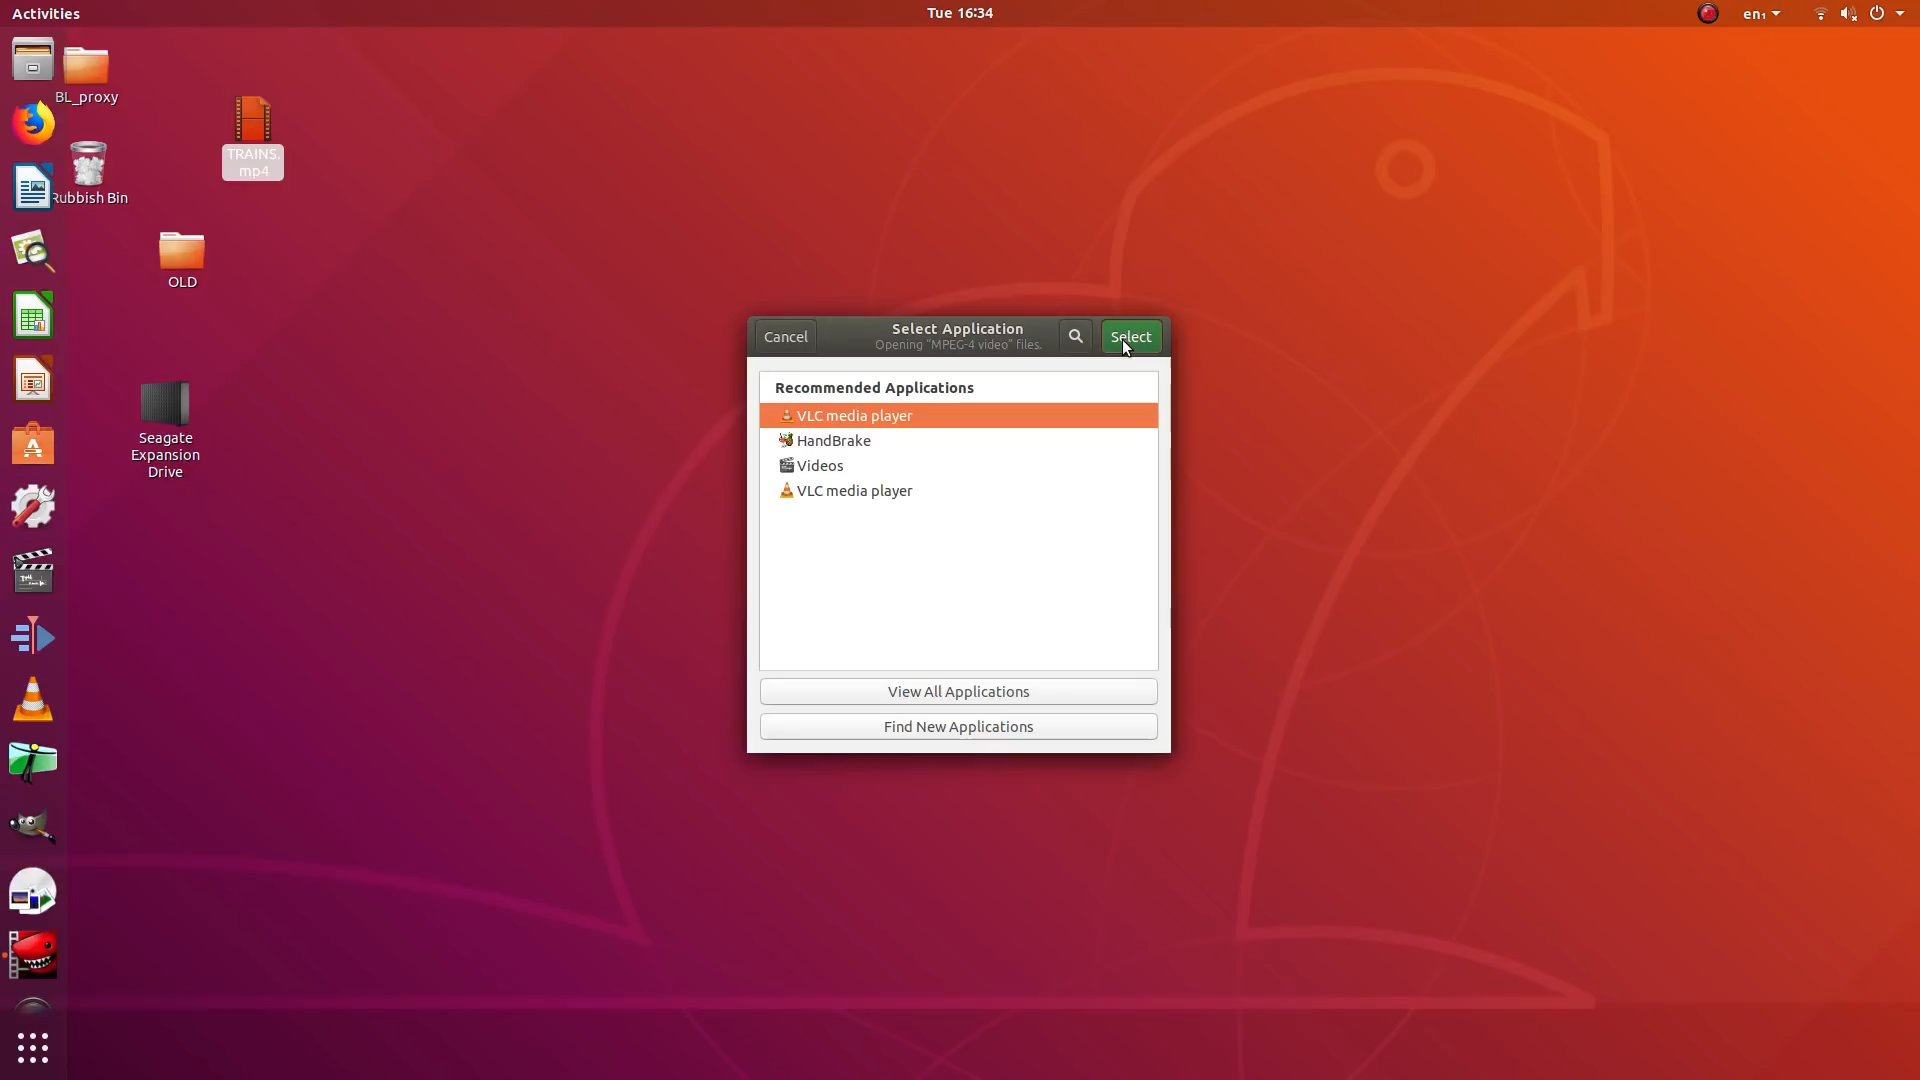 Activities
Tue 16:34
en₁
BL_proxy
TRAINS.
mp4
Rubbish Bin
OLD
Seagate
Expansion
Drive
Cancel
Select Application
Opening "MPEG-4 video" files.
Select
Recommended Applications
VLC media player
HandBrake
Videos
VLC media player
View All Applications
Find New Applications